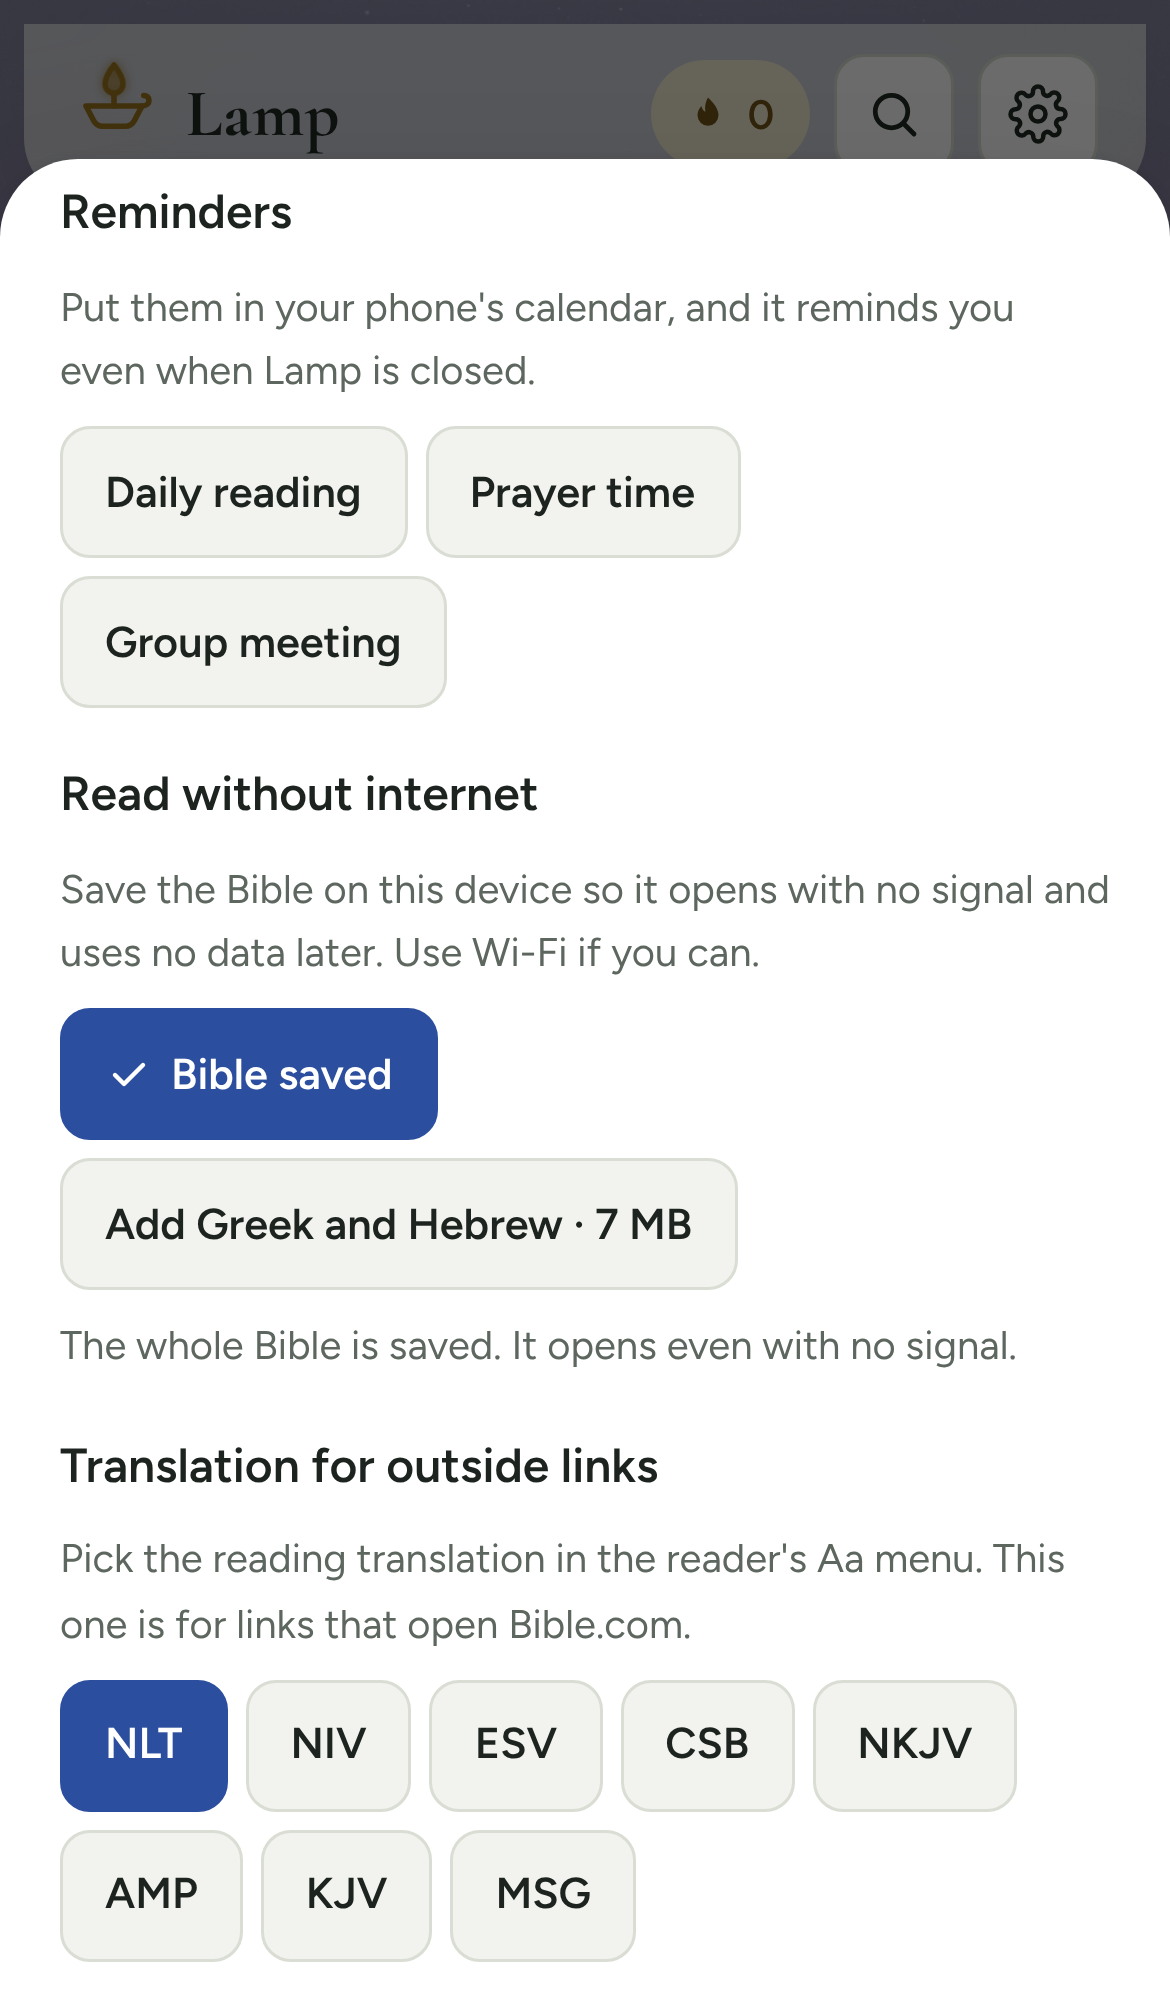 Lamp
0
Reminders
Put them in your phone's calendar, and it reminds you
even when Lamp is closed.
Daily reading
Prayer time
Group meeting
Read without internet
Save the Bible on this device so it opens with no signal and
uses no data later. Use Wi-Fi if you can.
Bible saved
Add Greek and Hebrew · 7 MB
The whole Bible is saved. It opens even with no signal.
Translation for outside links
Pick the reading translation in the reader's Aa menu. This
one is for links that open Bible.com.
NLT
NIV
ESV
CSB
NKJV
AMP
KJV
MSG